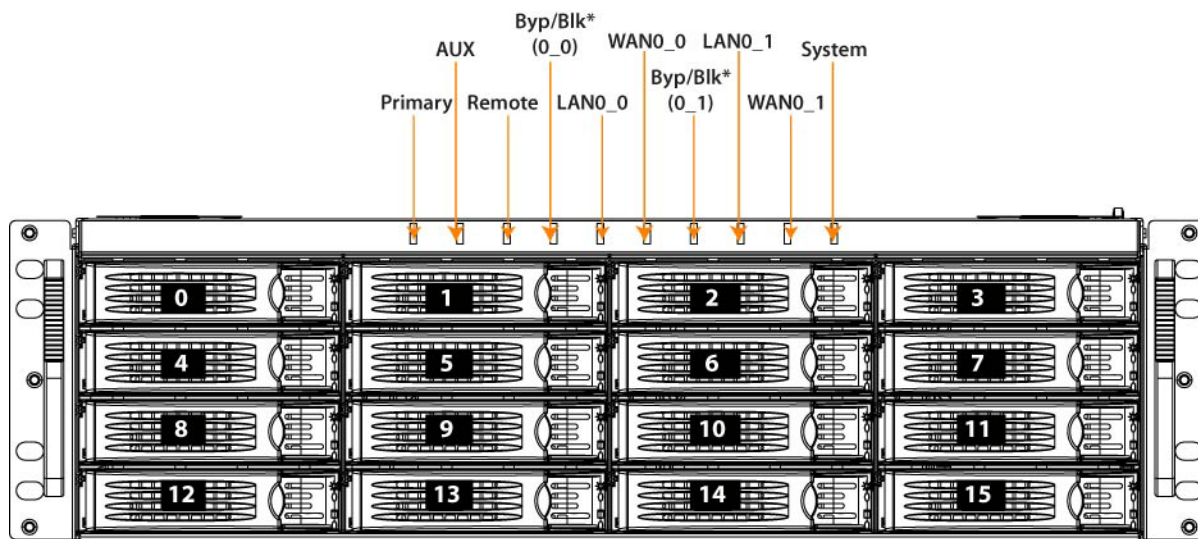 Byp/Blk*
(0_0)
WAN0_0
LAN0_1
AUX
System
Byp/Blk*
(0_1)
Primary
Remote
LAN0_0
WAN0_1
0
1
2
3
4
5
6
7
8
9
10
11
12
13
14
15